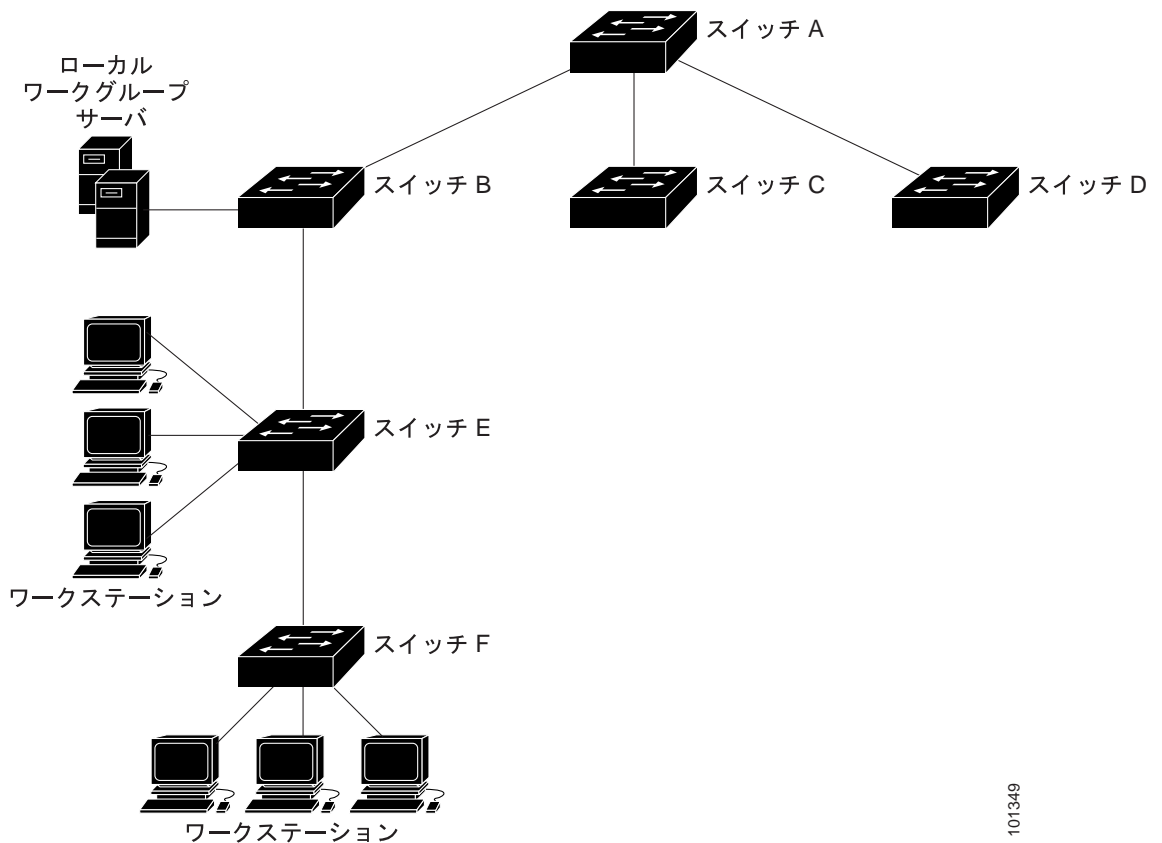 スイッチ A
ローカル
ワークグループ
サーバ
スイッチ B
スイッチ C
スイッチ D
スイッチ E
ワークステーション
スイッチ F
ワークステーション
101349